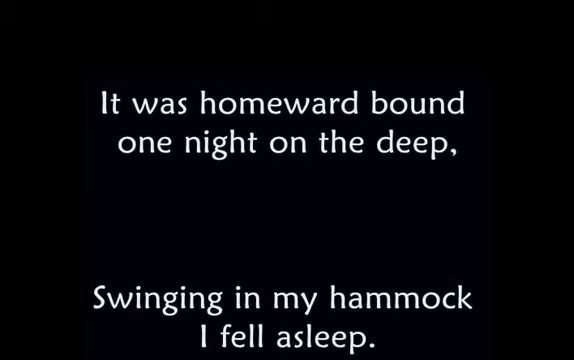 It was homeward bound
one night on the deep,
Swinging in my hammock
I fell asleep.